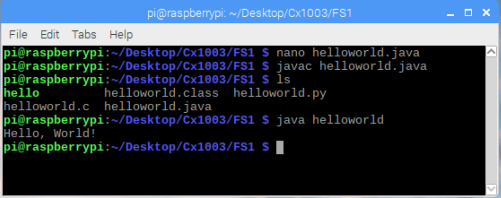 pi@raspberrypi: ~/Desktop/Cx1003/FS1
File Edit Tabs Help
pi@raspberrypi:~/Desktop/Cx1003/FS1 $ nano helloworld.java
pi@raspberrypi:~/Desktop/Cx1003/FS1 $ javac helloworld.java
pi@raspberrypi:~/Desktop/Cx1003/FS1 $ ls
hello helloworld.class helloworld.py
helloworld.c helloworld.java
pi@raspberrypi:~/Desktop/Cx1003/FS1 $ java helloworld
Hello, World!
pi@raspberrypi:~/Desktop/Cx1003/FS1 $